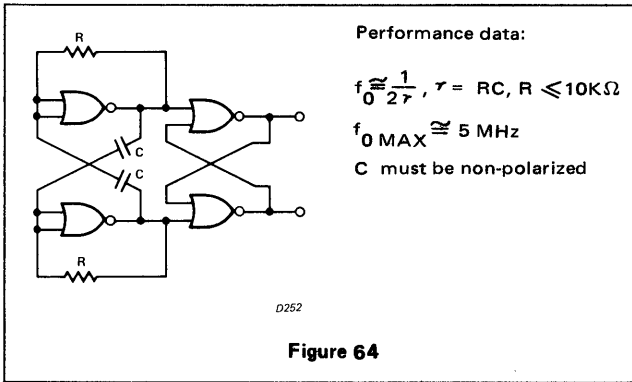 R
C
C
R
D252
Performance data:
f0 ≅ 1/2τ , τ = RC, R ⩽10KΩ
f0 MAX ≅ 5 MHz
C must be non-polarized
Figure 64